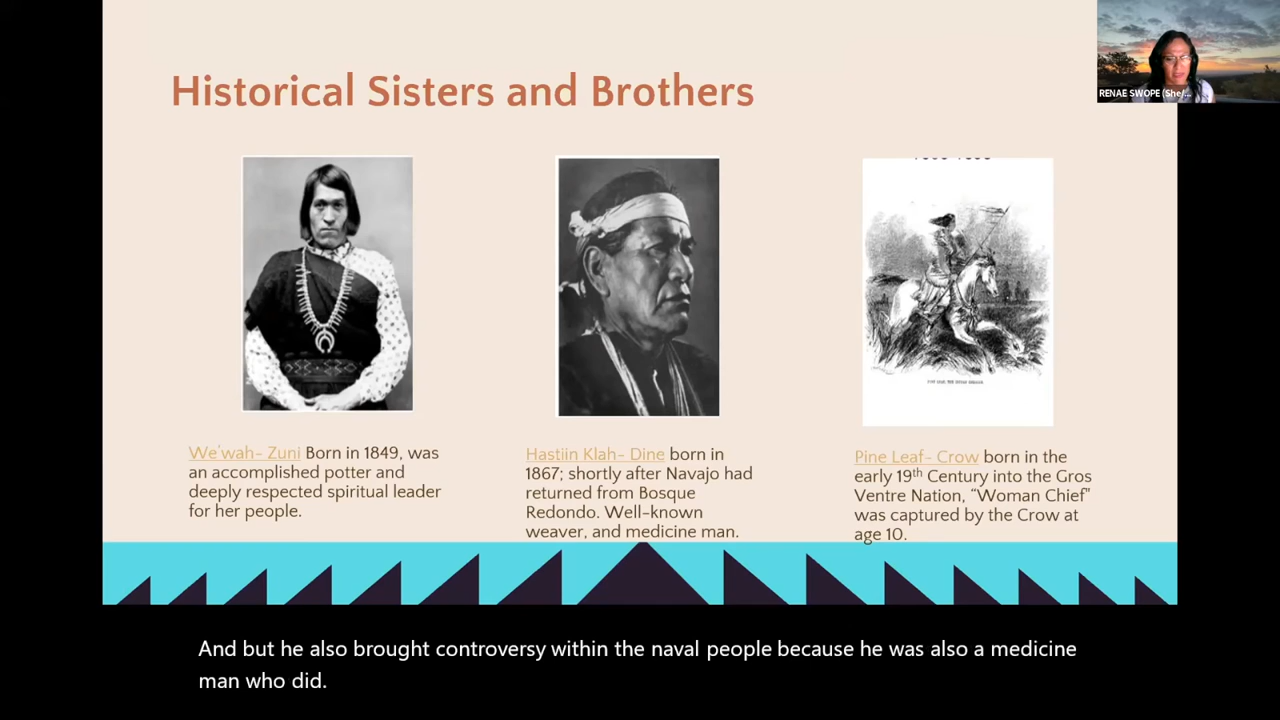 Historical Sisters and Brothers
RENAE SWOPE (She/...
We'wah- Zuni Born in 1849, was
an accomplished potter and
deeply respected spiritual leader
for her people.
Hastiin Klah- Dine born in
1867; shortly after Navajo had
returned from Bosque
Redondo. Well-known
weaver, and medicine man.
Pine Leaf- Crow born in the
early 19th Century into the Gros
Ventre Nation, “Woman Chief”
was captured by the Crow at
age 10.
And but he also brought controversy within the naval people because he was also a medicine
man who did.